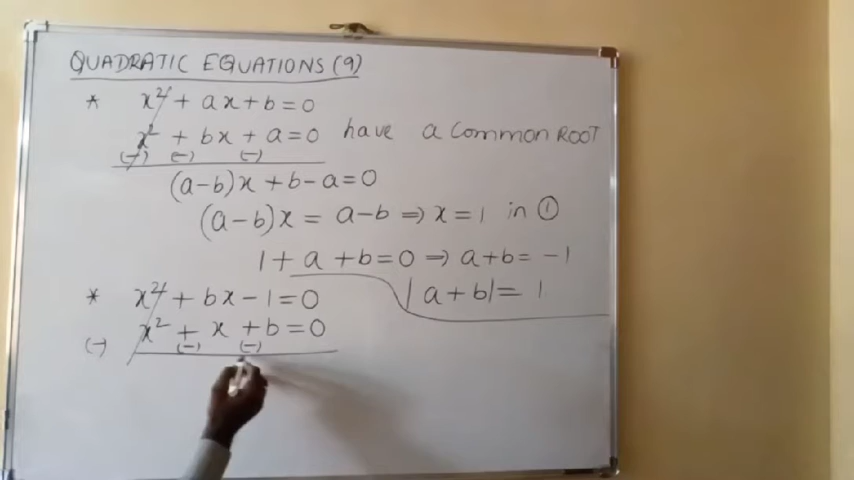 QUADRATIC EQUATIONS (9)
* x² + ax + b = 0
x² + bx + a = 0 have a common ROOT
(-) (-) (-)
(a-b)x + b-a = 0
(a-b)x = a-b ⇒ x = 1 in ①
1 + a + b = 0 ⇒ a+b = -1
|a+b| = 1
* x² + bx - 1 = 0
x² + x + b = 0
(-) (-) (-)